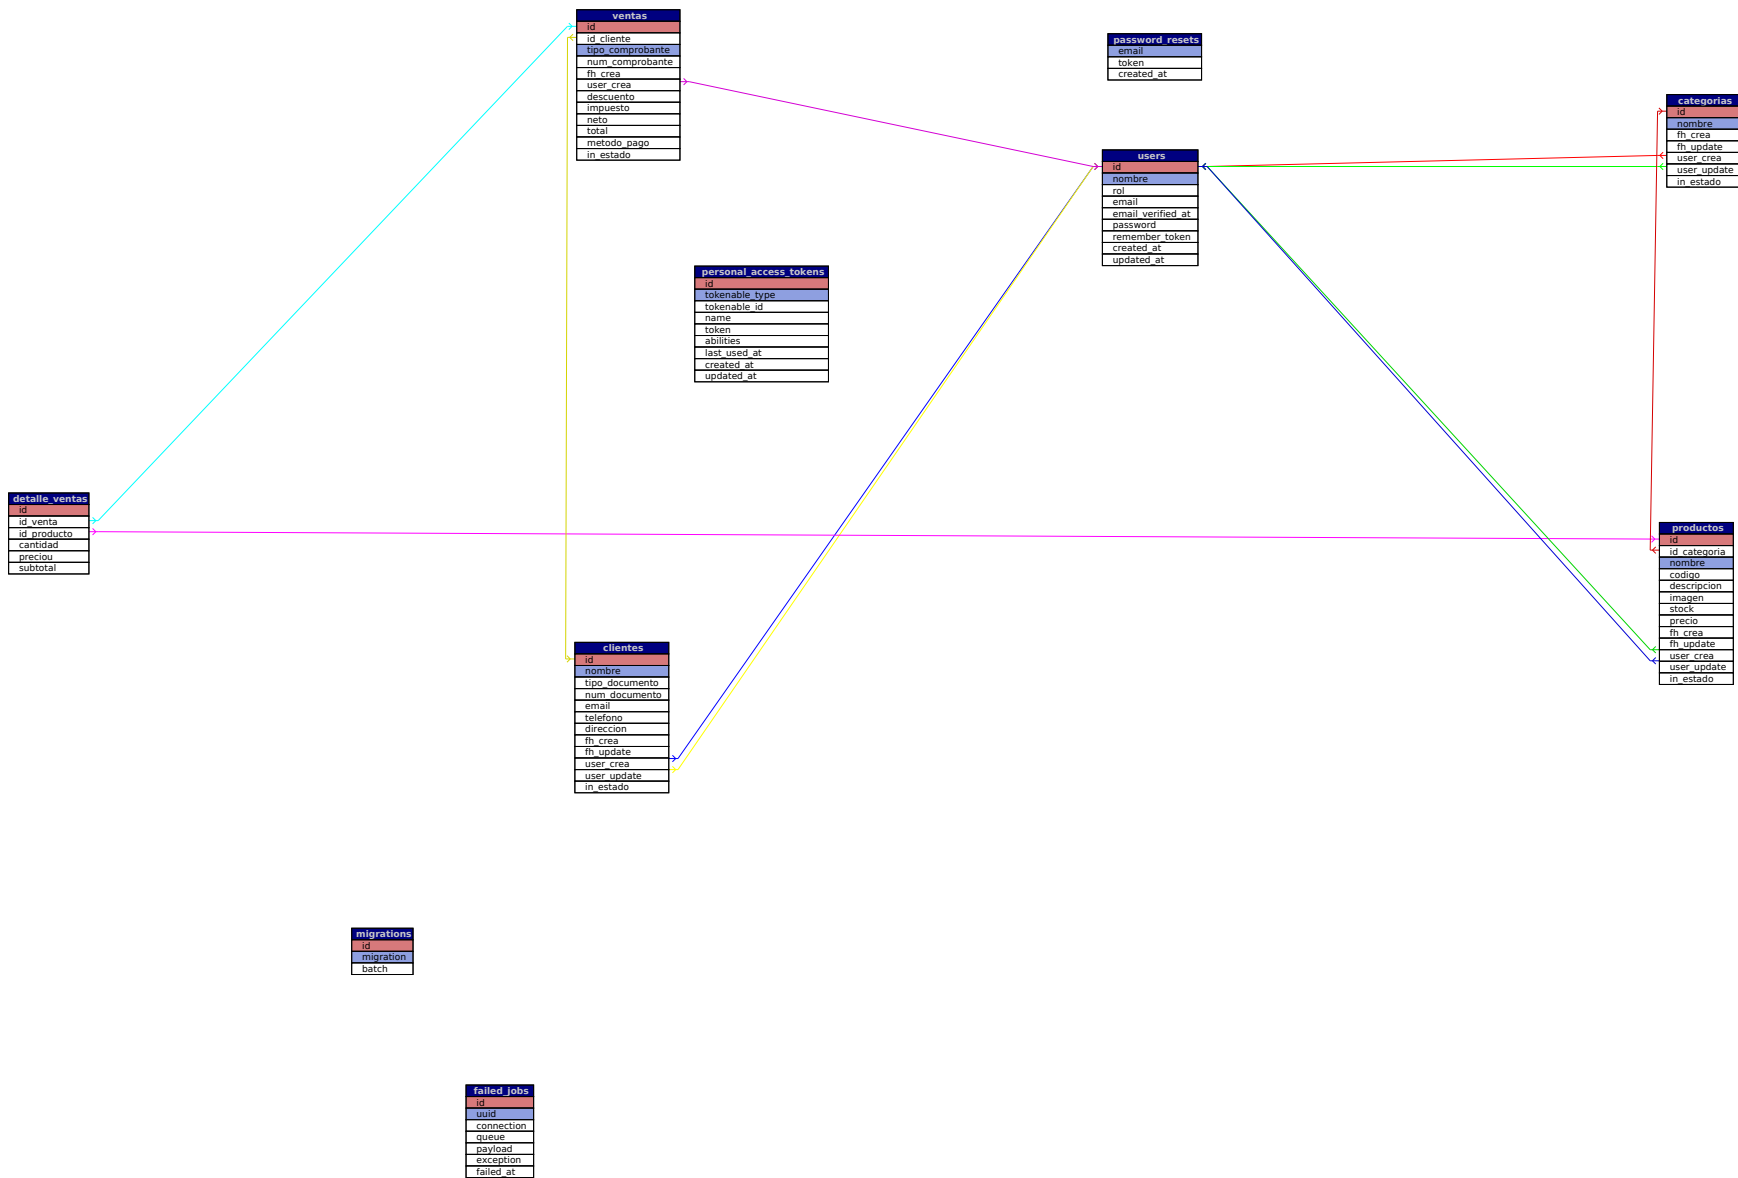 ventas
id
id_cliente
tipo_comprobante
num_comprobante
fh_crea
user_crea
descuento
impuesto
neto
total
metodo_pago
in_estado
password_resets
email
token
created_at
categorias
id
nombre
fh_crea
fh_update
user_crea
user_update
in_estado
users
id
nombre
rol
email
email_verified_at
password
remember_token
created_at
updated_at
personal_access_tokens
id
tokenable_type
tokenable_id
name
token
abilities
last_used_at
created_at
updated_at
detalle_ventas
id
id_venta
id_producto
cantidad
preciou
subtotal
productos
id
id_categoria
nombre
codigo
descripcion
imagen
stock
precio
fh_crea
fh_update
user_crea
user_update
in_estado
clientes
id
nombre
tipo_documento
num_documento
email
telefono
direccion
fh_crea
fh_update
user_crea
user_update
in_estado
migrations
id
migration
batch
failed_jobs
id
uuid
connection
queue
payload
exception
failed_at